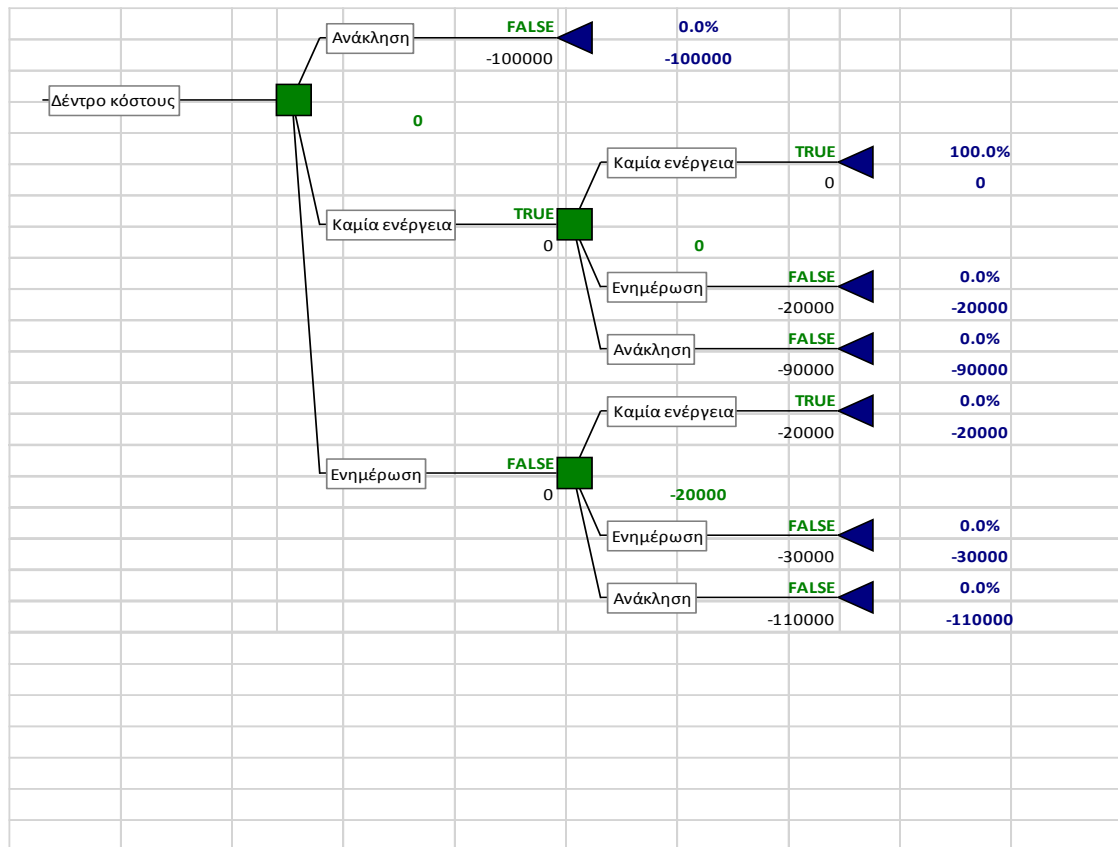 FALSE 0.0%
Ανάκληση
-100000 -100000
Δέντρο κόστους
0
TRUE 100.0%
Καμία ενέργεια
0 0
TRUE
Καμία ενέργεια
0 0
FALSE 0.0%
Ενημέρωση
-20000 -20000
FALSE 0.0%
Ανάκληση
-90000 -90000
TRUE 0.0%
Καμία ενέργεια
-20000 -20000
FALSE
Ενημέρωση
0 -20000
FALSE 0.0%
Ενημέρωση
-30000 -30000
FALSE 0.0%
Ανάκληση
-110000 -110000